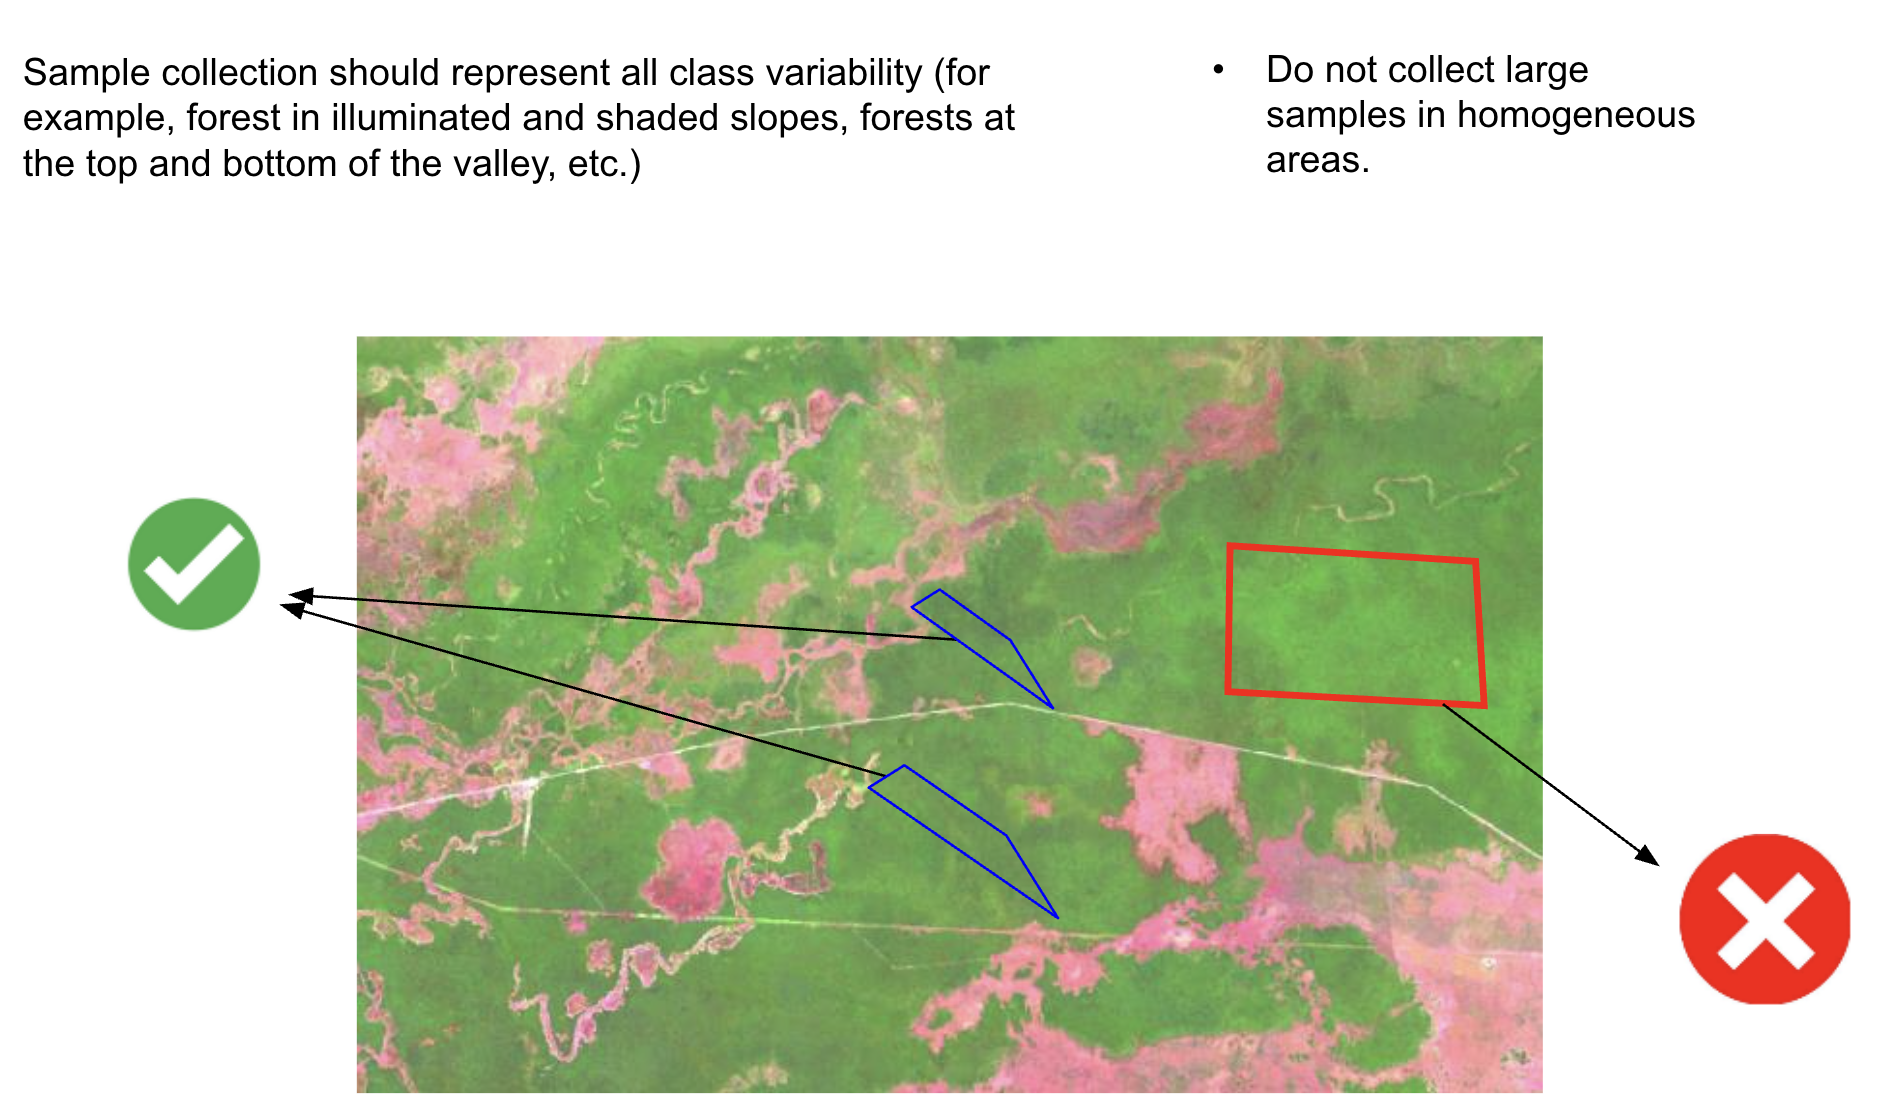 Sample collection should represent all class variability (for
example, forest in illuminated and shaded slopes, forests at
the top and bottom of the valley, etc.)
• Do not collect large
samples in homogeneous
areas.